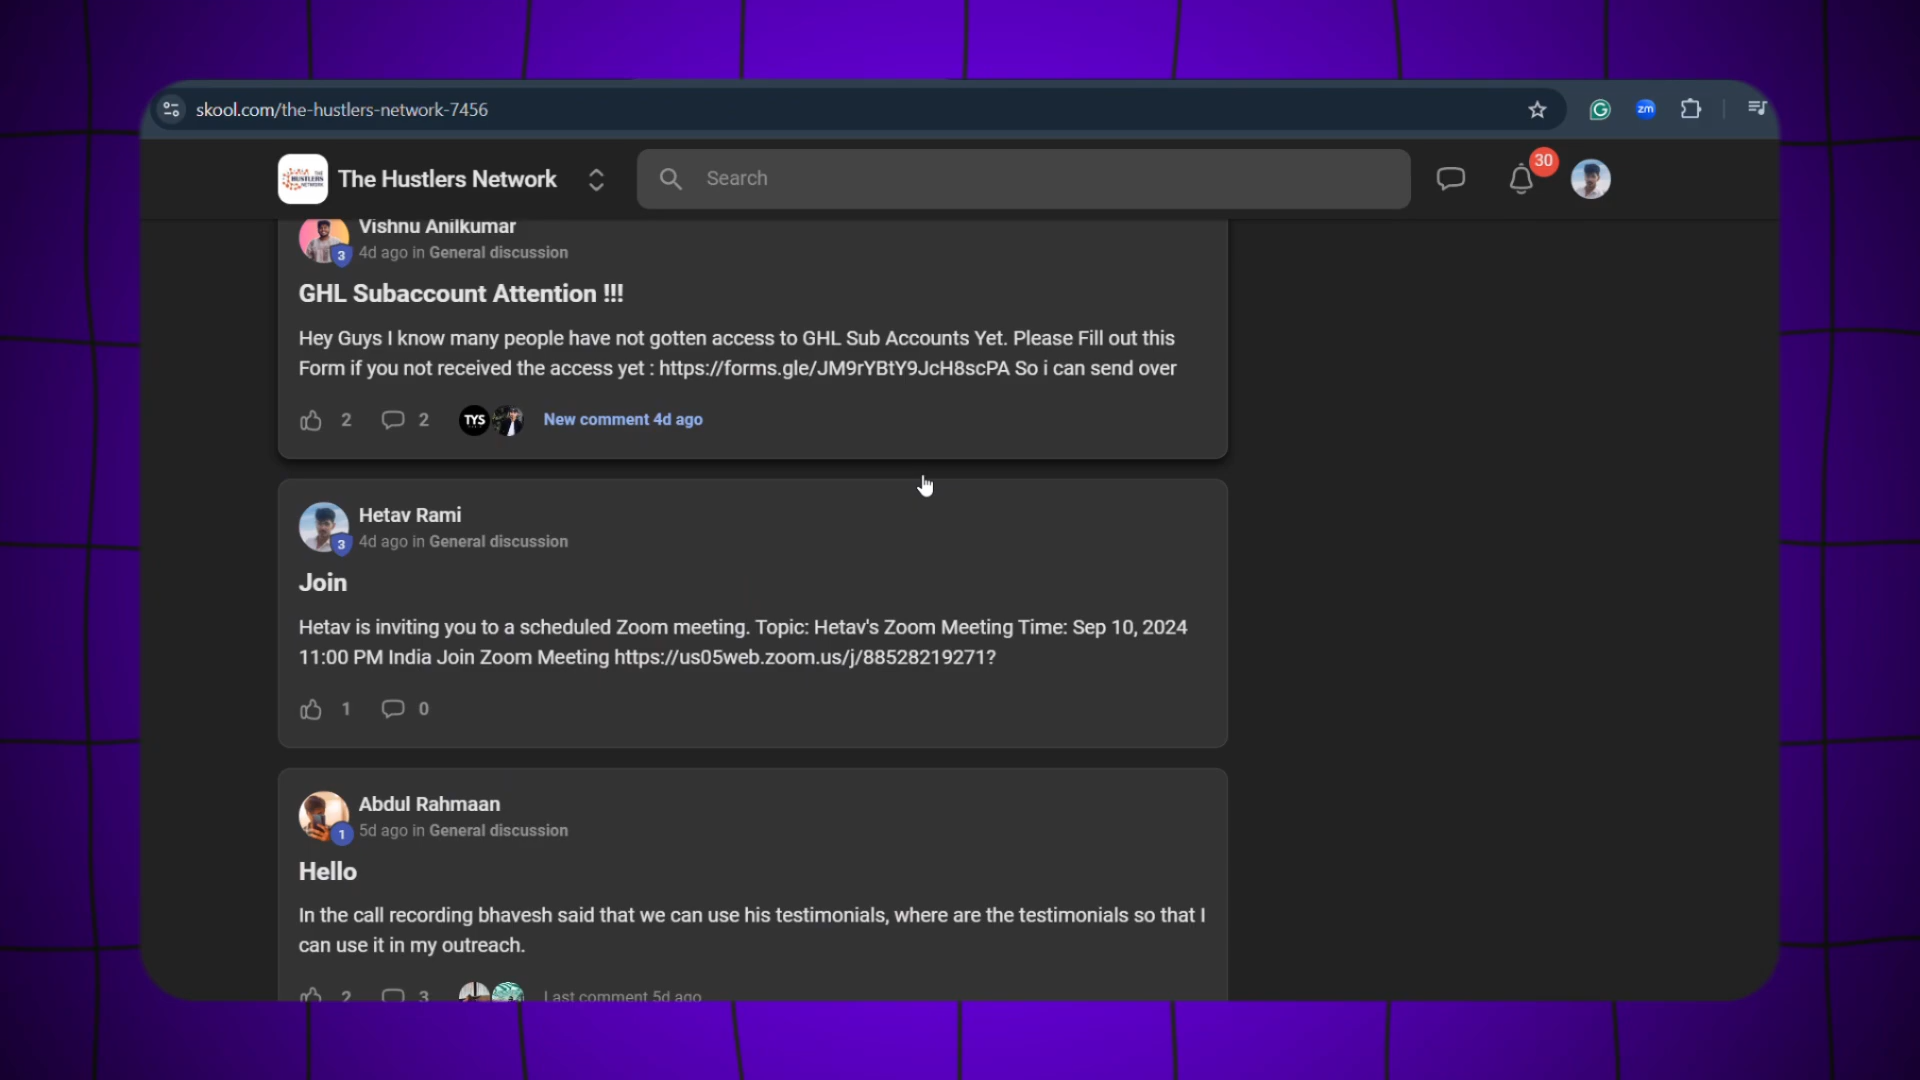 skool.com/the-hustlers-network-7456
zm
THE HUSTLERS NETWORK
The Hustlers Network
Search
30
Vishnu Anilkumar
3
4d ago in General discussion
GHL Subaccount Attention !!!
Hey Guys I know many people have not gotten access to GHL Sub Accounts Yet. Please Fill out this
Form if you not received the access yet : https://forms.gle/JM9rYBtY9JcH8scPA So i can send over
2 2 TYS New comment 4d ago
Hetav Rami
3
4d ago in General discussion
Join
Hetav is inviting you to a scheduled Zoom meeting. Topic: Hetav's Zoom Meeting Time: Sep 10, 2024
11:00 PM India Join Zoom Meeting https://us05web.zoom.us/j/88528219271?
1 0
Abdul Rahmaan
1
5d ago in General discussion
Hello
In the call recording bhavesh said that we can use his testimonials, where are the testimonials so that I
can use it in my outreach.
2 3 Last comment 5d ago